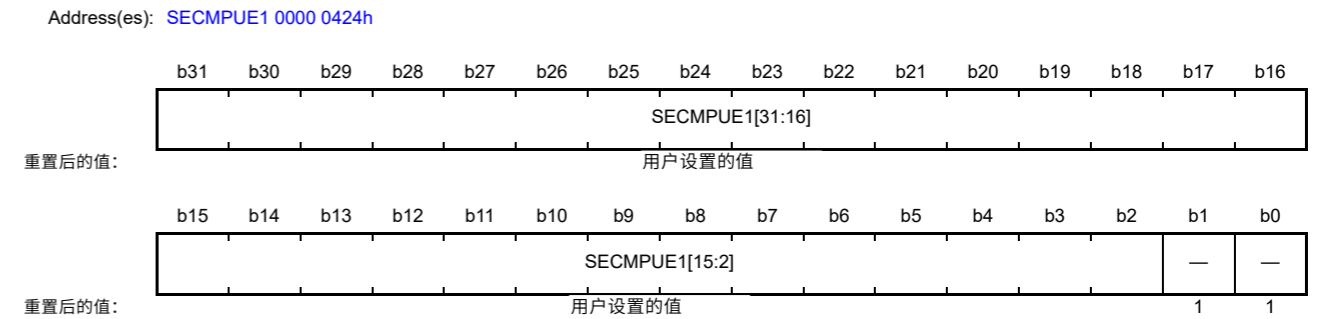 Address(es): SECMPUE1 0000 0424h
b31 b30 b29 b28 b27 b26 b25 b24 b23 b22 b21 b20 b19 b18 b17 b16
SECMPUE1[31:16]
重置后的值： 用户设置的值
b15 b14 b13 b12 b11 b10 b9 b8 b7 b6 b5 b4 b3 b2 b1 b0
SECMPUE1[15:2] — —
重置后的值： 用户设置的值 1 1